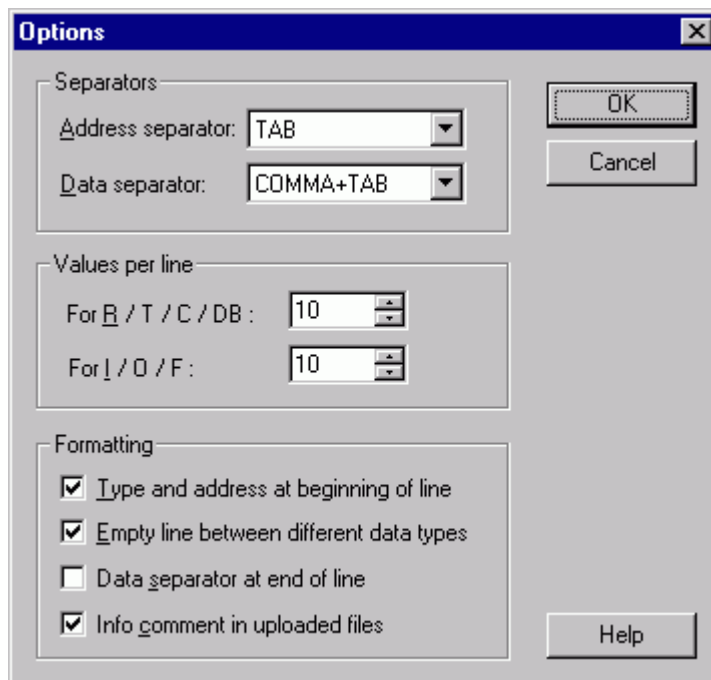 Options
Separators
Address separator: TAB
Data separator: COMMA+TAB
Values per line
For R / T / C / DB : 10
For I / O / F : 10
Formatting
Type and address at beginning of line
Empty line between different data types
Data separator at end of line
Info comment in uploaded files
OK
Cancel
Help